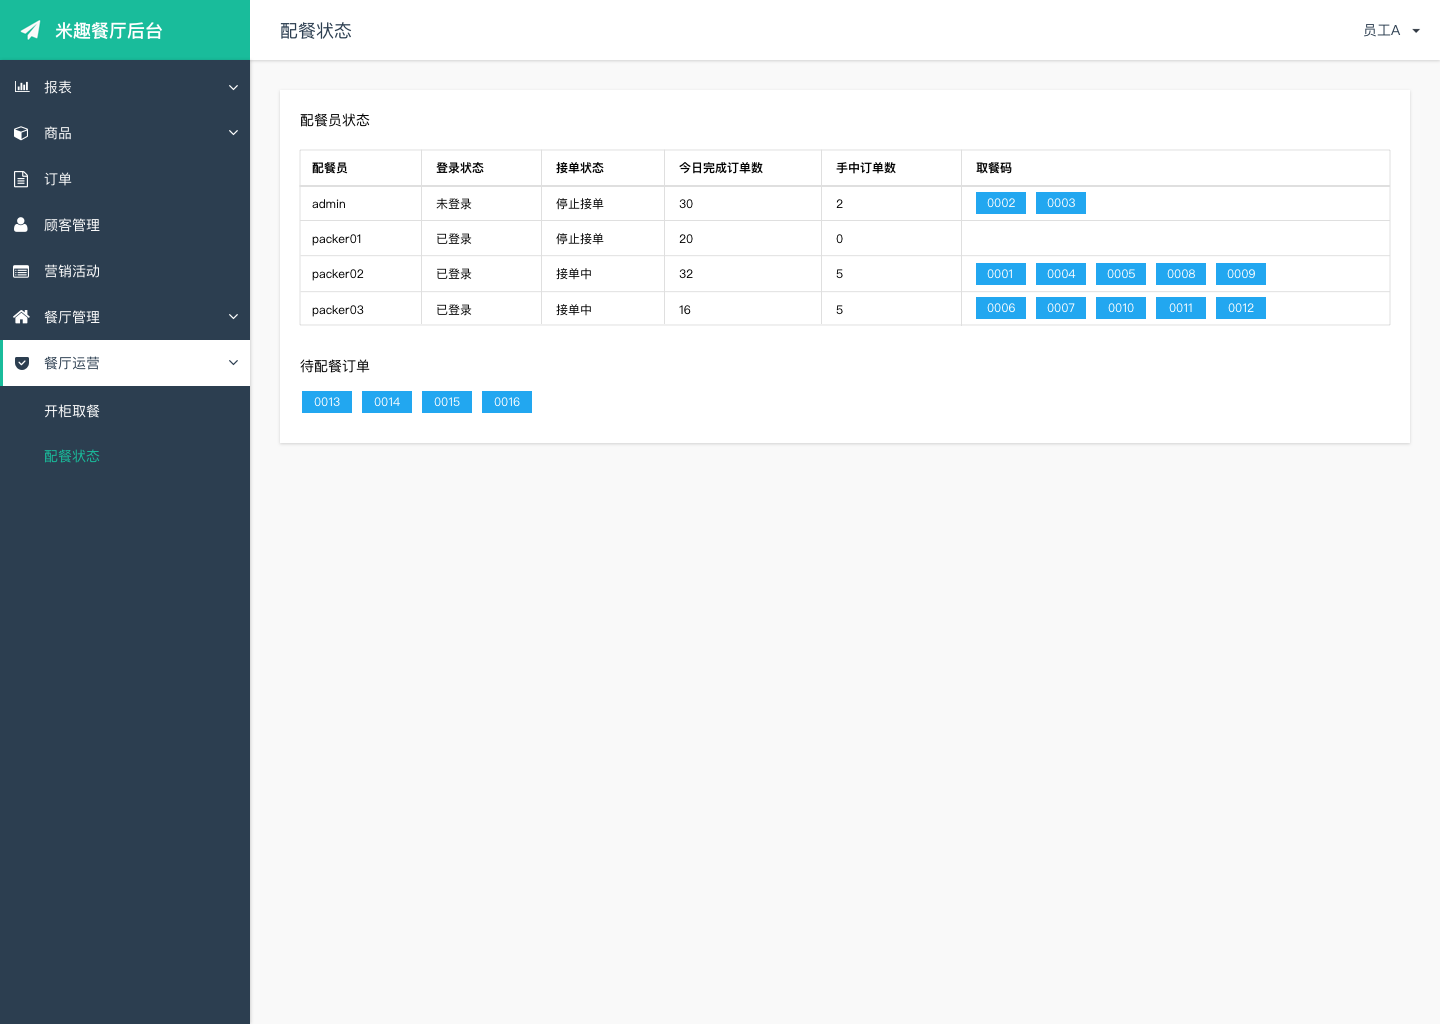 米趣餐厅后台
配餐状态
员工A
报表
商品
订单
顾客管理
营销活动
餐厅管理
餐厅运营
开柜取餐
配餐状态
配餐员状态
配餐员 登录状态 接单状态 今日完成订单数 手中订单数 取餐码
admin 未登录 停止接单 30 2 0002 0003
packer01 已登录 停止接单 20 0
packer02 已登录 接单中 32 5 0001 0004 0005 0008 0009
packer03 已登录 接单中 16 5 0006 0007 0010 0011 0012
待配餐订单
0013 0014 0015 0016